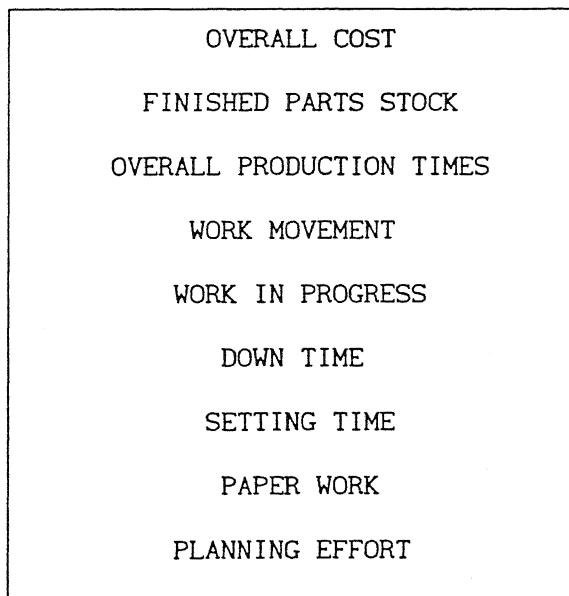 OVERALL COST
FINISHED PARTS STOCK
OVERALL PRODUCTION TIMES
WORK MOVEMENT
WORK IN PROGRESS
DOWN TIME
SETTING TIME
PAPER WORK
PLANNING EFFORT